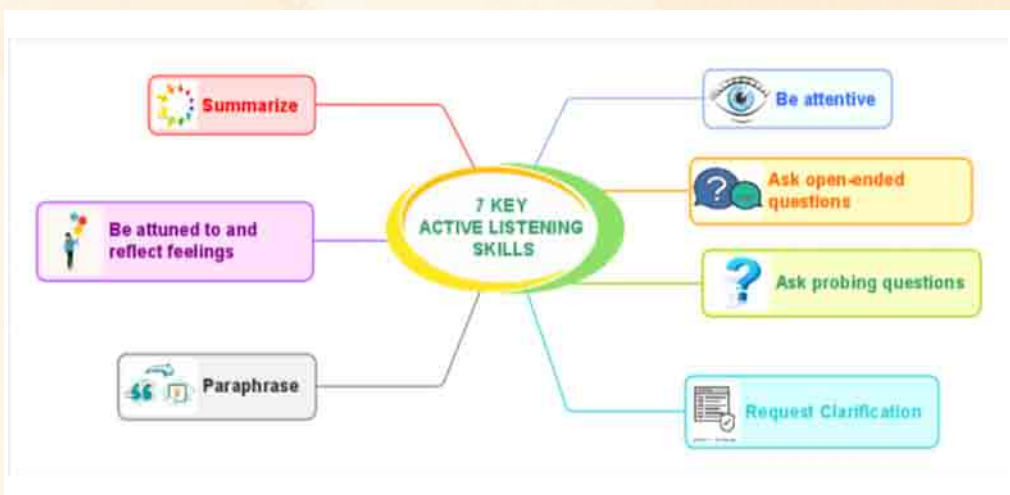 7 KEY
ACTIVE LISTENING
SKILLS
Be attentive
Ask open-ended
questions
Ask probing questions
Request Clarification
Paraphrase
Be attuned to and
reflect feelings
Summarize